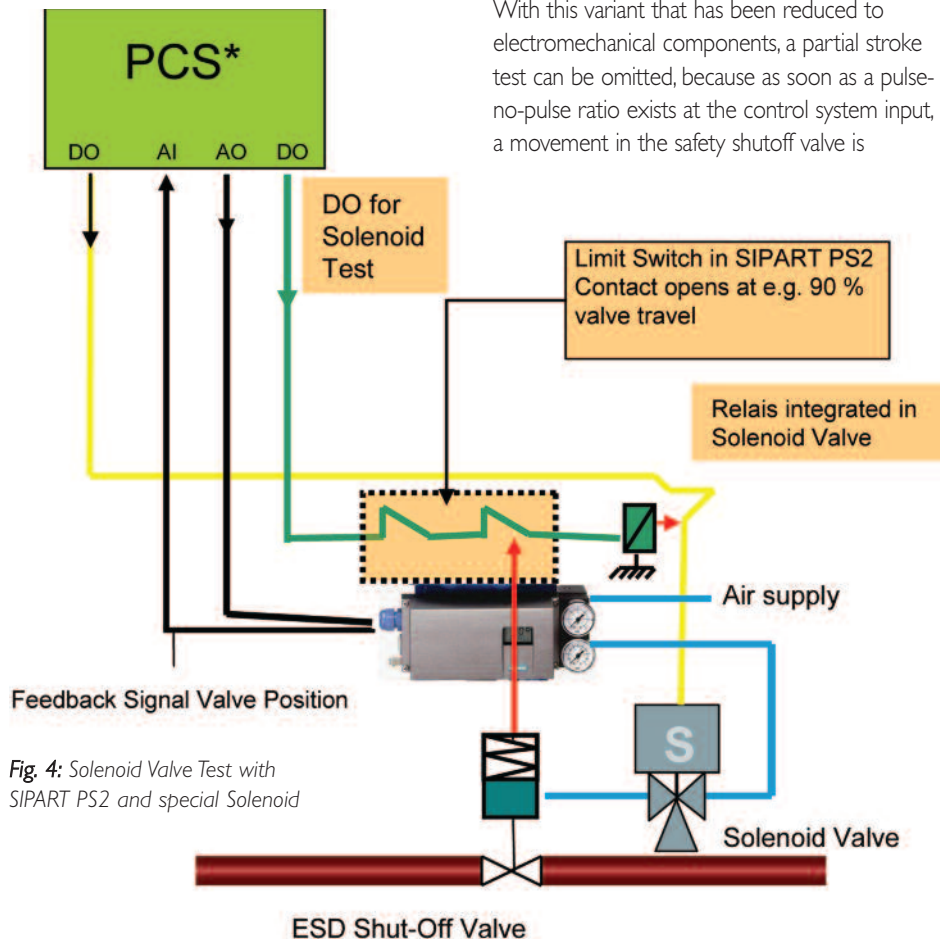 With this variant that has been reduced to
electromechanical components, a partial stroke
test can be omitted, because as soon as a pulse-
no-pulse ratio exists at the control system input,
a movement in the safety shutoff valve is
PCS*
DO AI AO DO
DO for
Solenoid
Test
Limit Switch in SIPART PS2
Contact opens at e.g. 90 %
valve travel
Relais integrated in
Solenoid Valve
Air supply
Feedback Signal Valve Position
S
Fig. 4: Solenoid Valve Test with
SIPART PS2 and special Solenoid
Solenoid Valve
ESD Shut-Off Valve